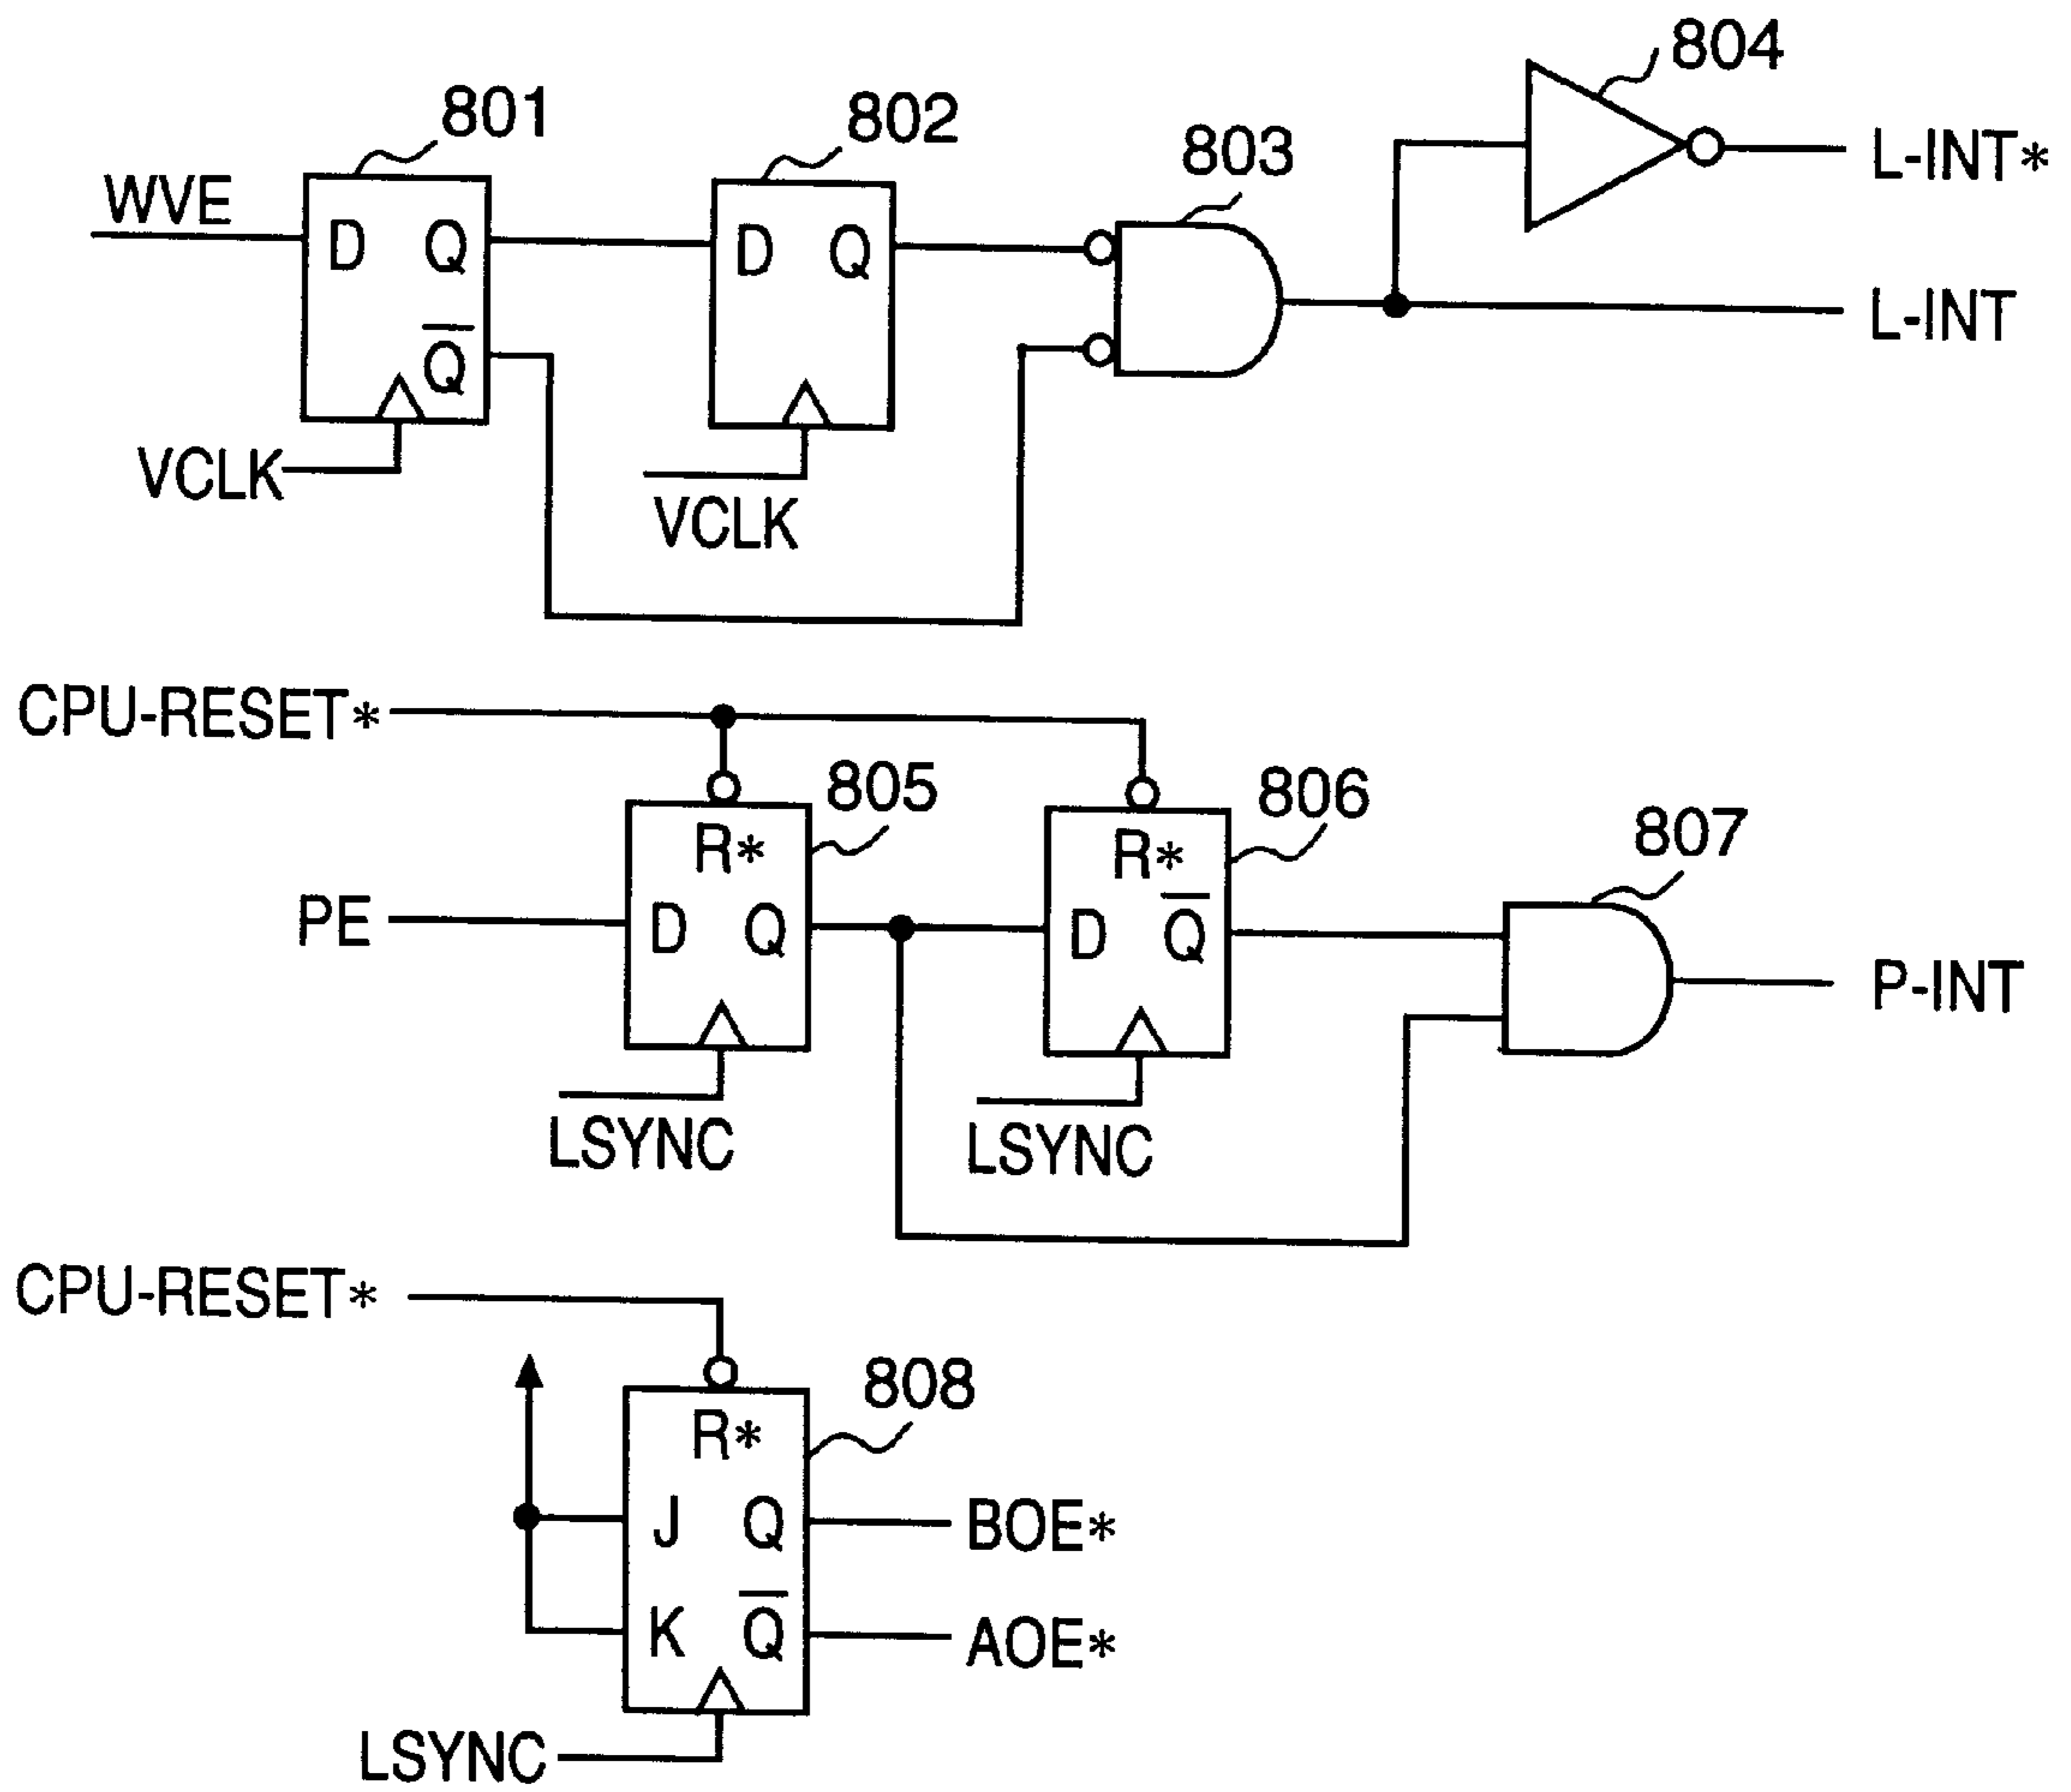 804
801
802
803
L-INT*
WVE
D Q
Q̅
D Q
L-INT
VCLK
VCLK
CPU-RESET*
805
806
807
R*
R*
PE
D Q
D Q̅
P-INT
LSYNC
LSYNC
CPU-RESET*
808
R*
J Q
BOE*
K Q̅
AOE*
LSYNC